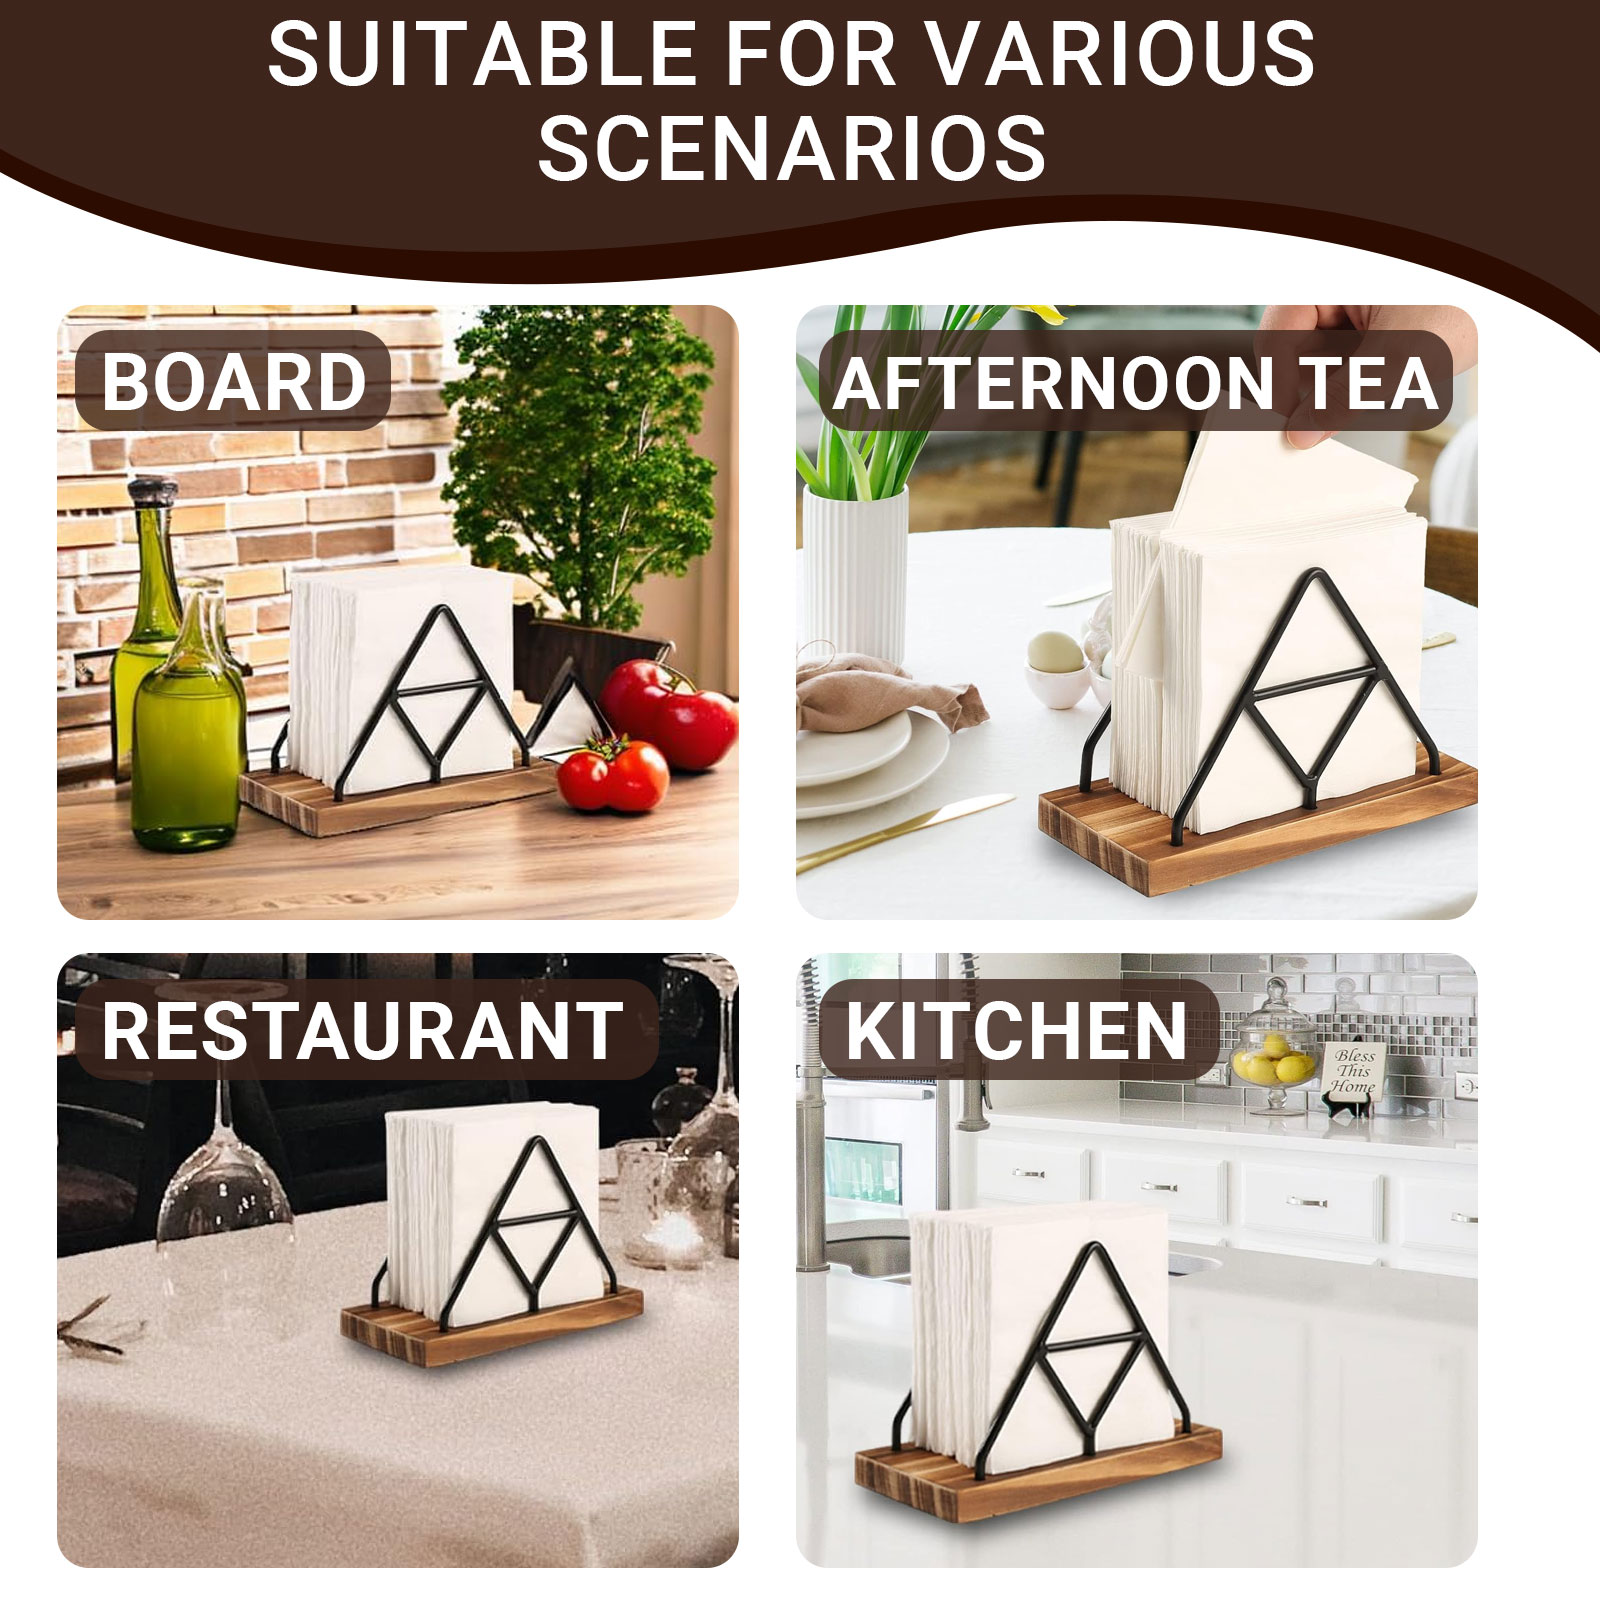 SUITABLE FOR VARIOUS
SCENARIOS
BOARD
AFTERNOON TEA
RESTAURANT
KITCHEN
Bless
This
Home